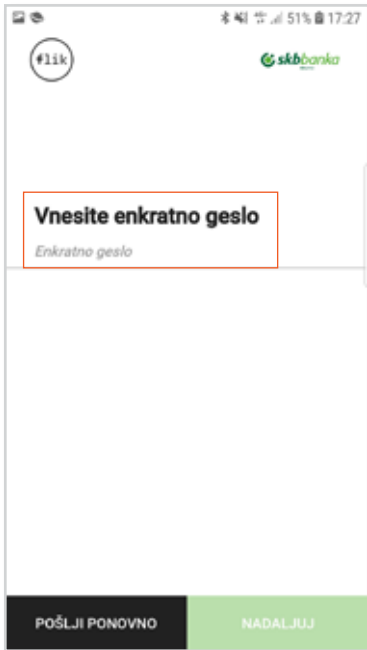 51% 17:27
flik
skbbanka
Vnesite enkratno geslo
Enkratno geslo
POŠLJI PONOVNO
NADALJUJ